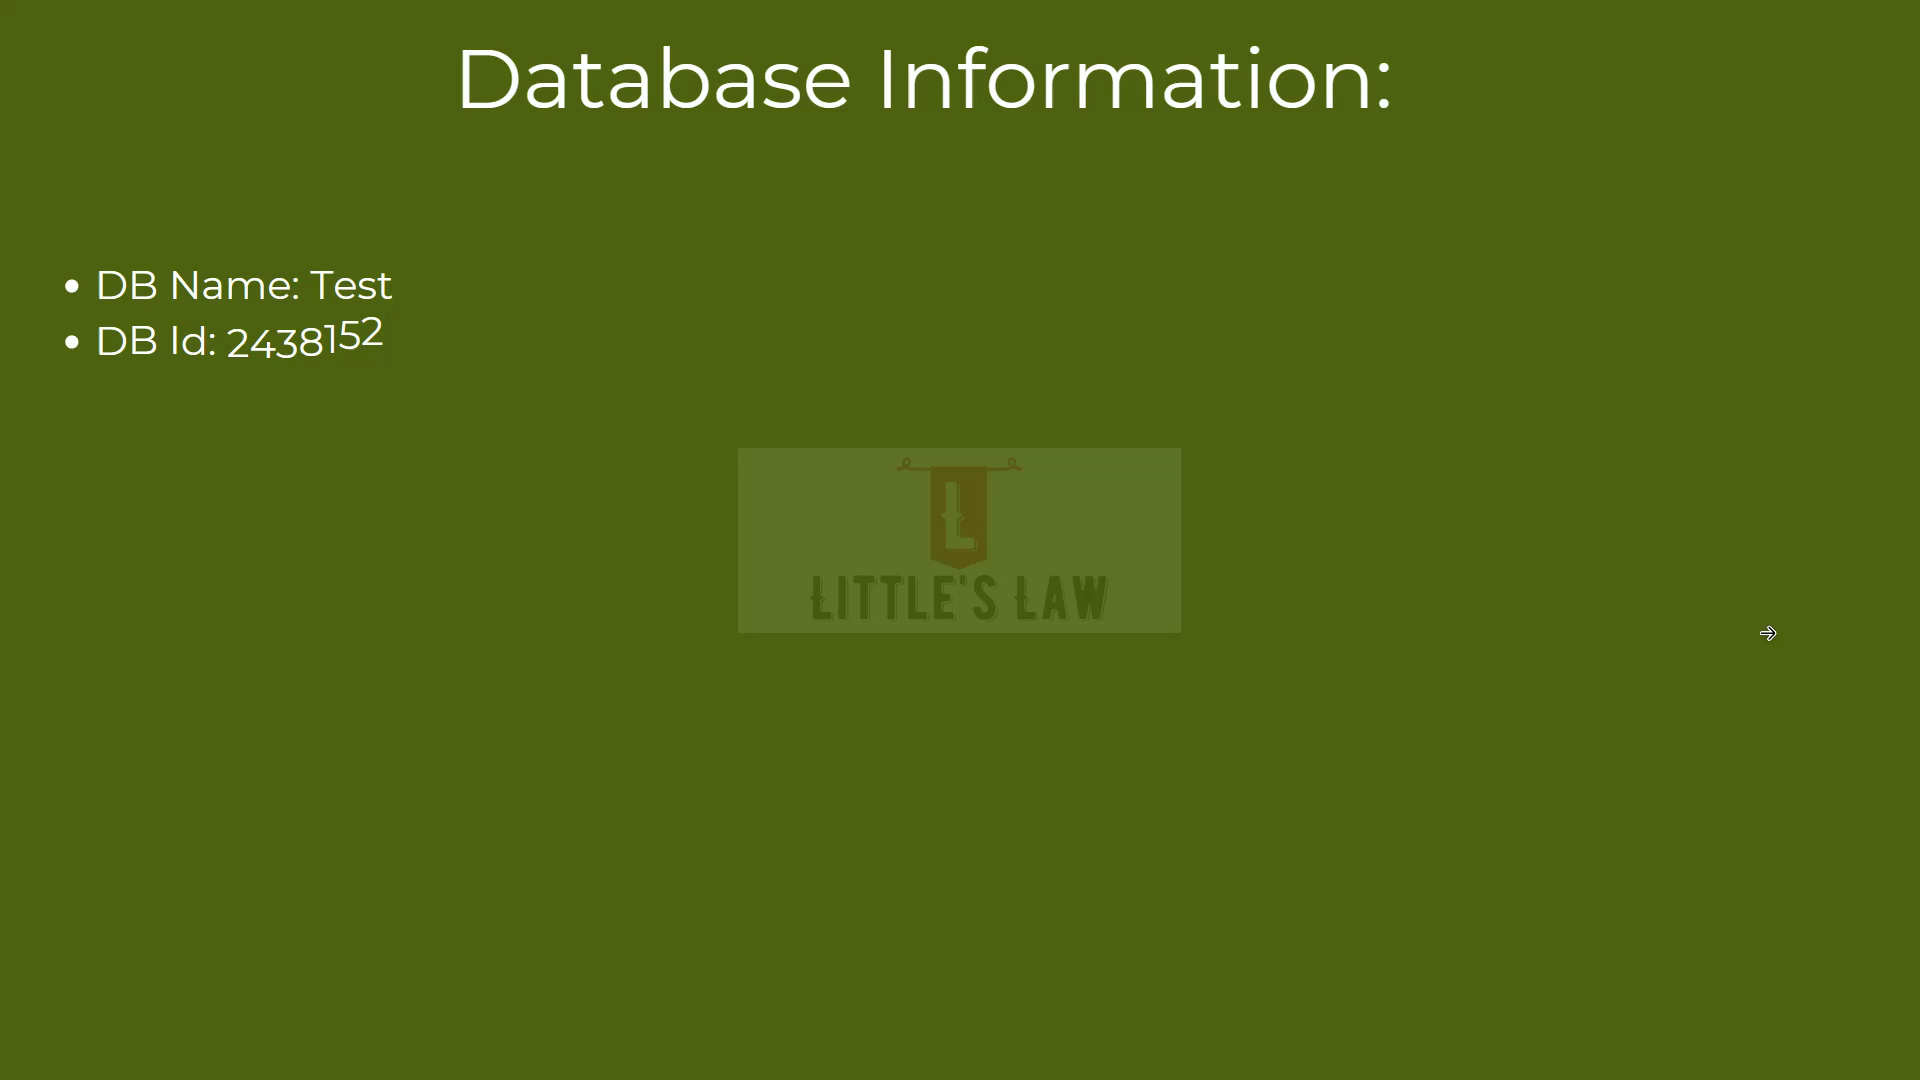 Database Information:
• DB Name: Test
• DB Id: 2438152
L
LITTLE'S LAW